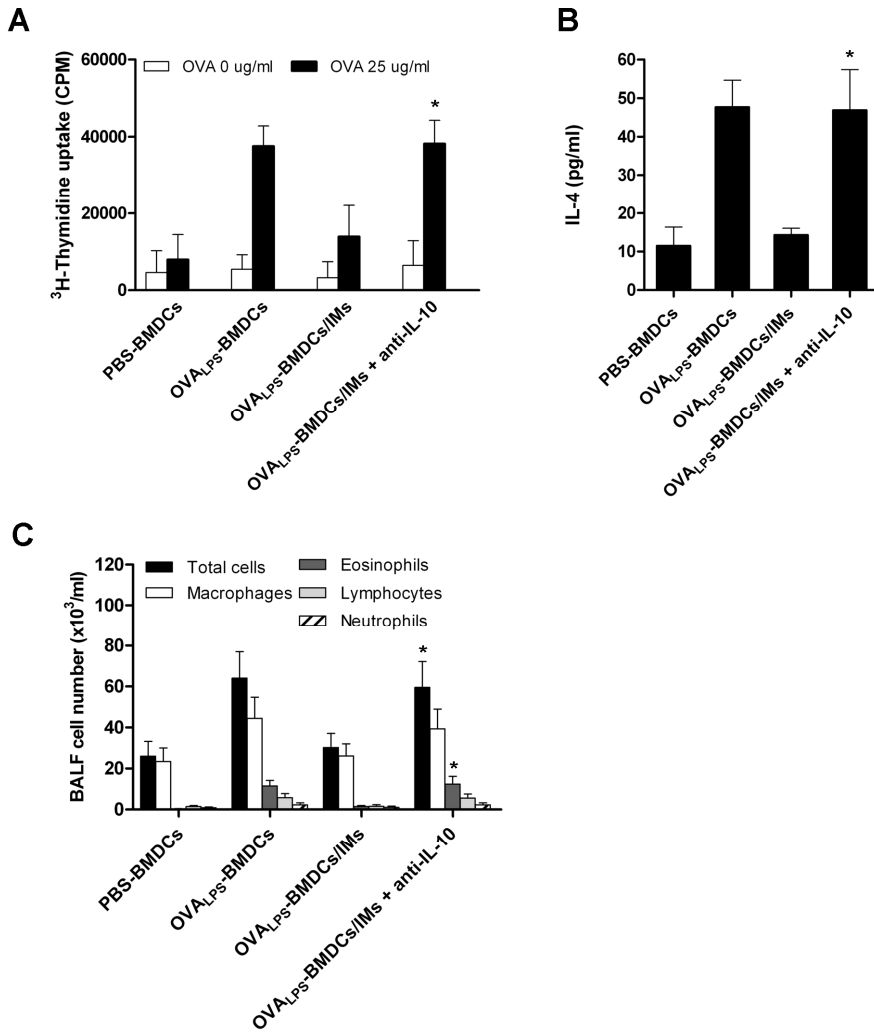 A
³H-Thymidine uptake (CPM)
60000
40000
20000
0
OVA 0 ug/ml
OVA 25 ug/ml
*
PBS-BMDCs
OVALPS-BMDCs
OVALPS-BMDCs/IMs
OVALPS-BMDCs/IMs + anti-IL-10
B
IL-4 (pg/ml)
60
50
40
30
20
10
0
*
PBS-BMDCs
OVALPS-BMDCs
OVALPS-BMDCs/IMs
OVALPS-BMDCs/IMs + anti-IL-10
C
BALF cell number (x10³/ml)
120
100
80
60
40
20
0
Total cells
Macrophages
Eosinophils
Lymphocytes
Neutrophils
*
*
PBS-BMDCs
OVALPS-BMDCs
OVALPS-BMDCs/IMs
OVALPS-BMDCs/IMs + anti-IL-10